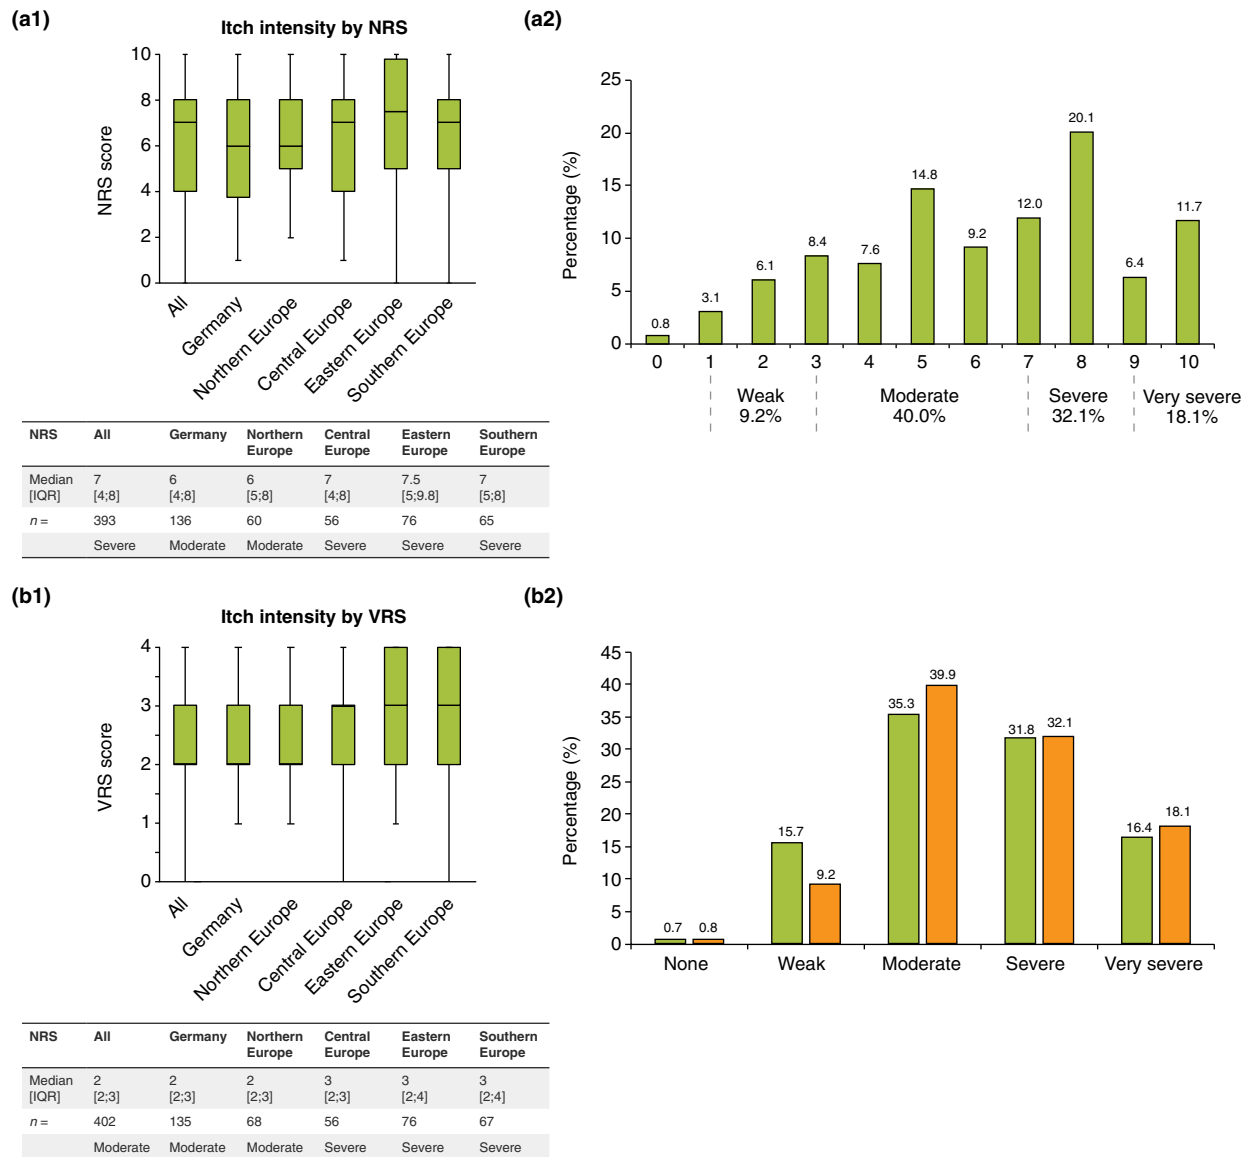 (a1)
Itch intensity by NRS
NRS score
10
8
6
4
2
0
All
Germany
Northern Europe
Central Europe
Eastern Europe
Southern Europe
NRS All Germany Northern Europe Central Europe Eastern Europe Southern Europe
Median [IQR] 7 [4;8] 6 [4;8] 6 [5;8] 7 [4;8] 7.5 [5;9.8] 7 [5;8]
n = 393 136 60 56 76 65
Severe Moderate Moderate Severe Severe Severe
(a2)
Percentage (%)
25
20
15
10
5
0
0.8 3.1 6.1 8.4 7.6 14.8 9.2 12.0 20.1 6.4 11.7
0 1 2 3 4 5 6 7 8 9 10
Weak Moderate Severe Very severe
9.2% 40.0% 32.1% 18.1%
(b1)
Itch intensity by VRS
VRS score
4
3
2
1
0
All
Germany
Northern Europe
Central Europe
Eastern Europe
Southern Europe
NRS All Germany Northern Europe Central Europe Eastern Europe Southern Europe
Median [IQR] 2 [2;3] 2 [2;3] 2 [2;3] 3 [2;3] 3 [2;4] 3 [2;4]
n = 402 135 68 56 76 67
Moderate Moderate Moderate Severe Severe Severe
(b2)
Percentage (%)
45
40
35
30
25
20
15
10
5
0
0.7 0.8 15.7 9.2 35.3 39.9 31.8 32.1 16.4 18.1
None Weak Moderate Severe Very severe